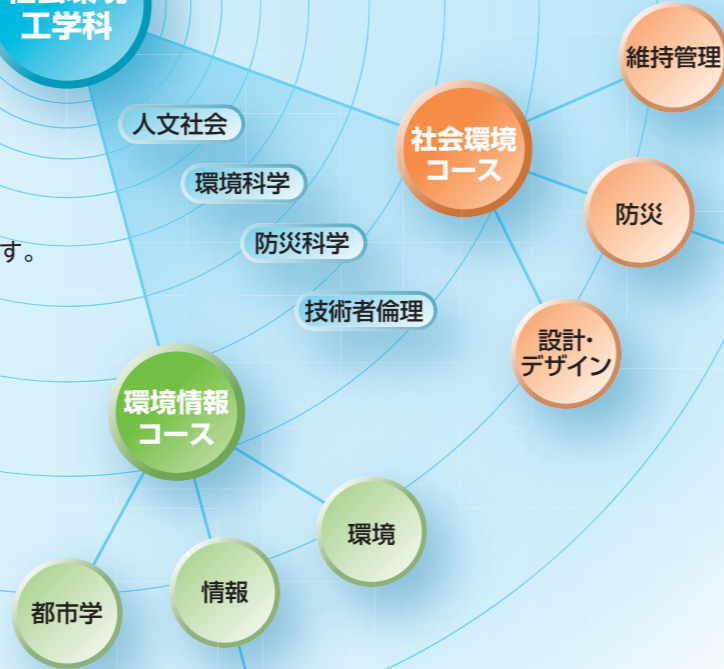 工学科
維持管理
人文社会
社会環境
コース
環境科学
防災
す。
防災科学
技術者倫理
設計・
デザイン
環境情報
コース
環境
情報
都市学